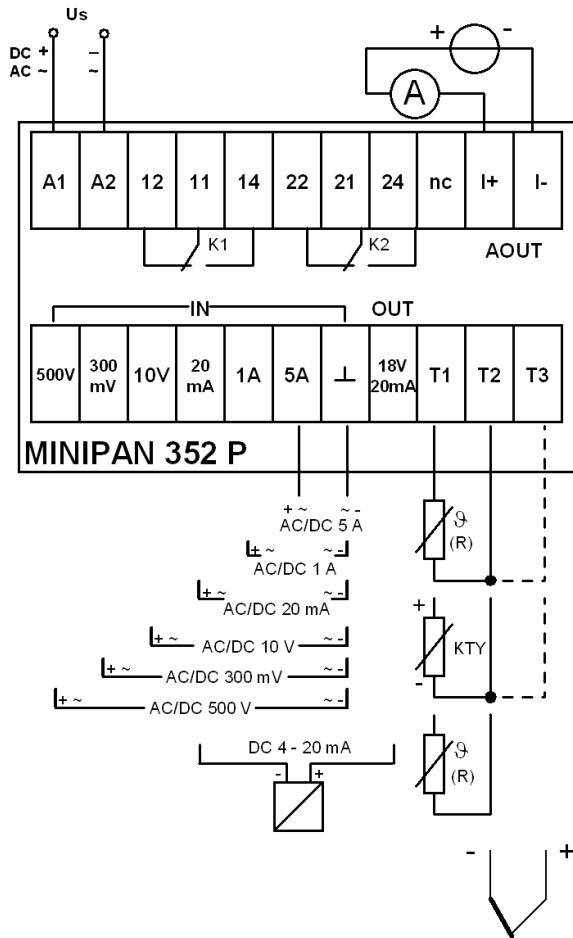 Us
+ -
DC + –
AC ~ ~
A
A1 A2 12 11 14 22 21 24 nc I+ I-
K1 K2 AOUT
IN OUT
500V 300 mV 10V 20 mA 1A 5A ⊥ 18V 20mA T1 T2 T3
MINIPAN 352 P
+ ~ ~ -
AC/DC 5 A
ϑ
(R)
+ ~ ~ -
AC/DC 1 A
+ ~ ~ -
AC/DC 20 mA
+
+ ~ AC/DC 10 V ~ -
KTY
+ ~ AC/DC 300 mV ~ -
-
+ ~ AC/DC 500 V ~ -
DC 4 - 20 mA
ϑ
(R)
- +
- +